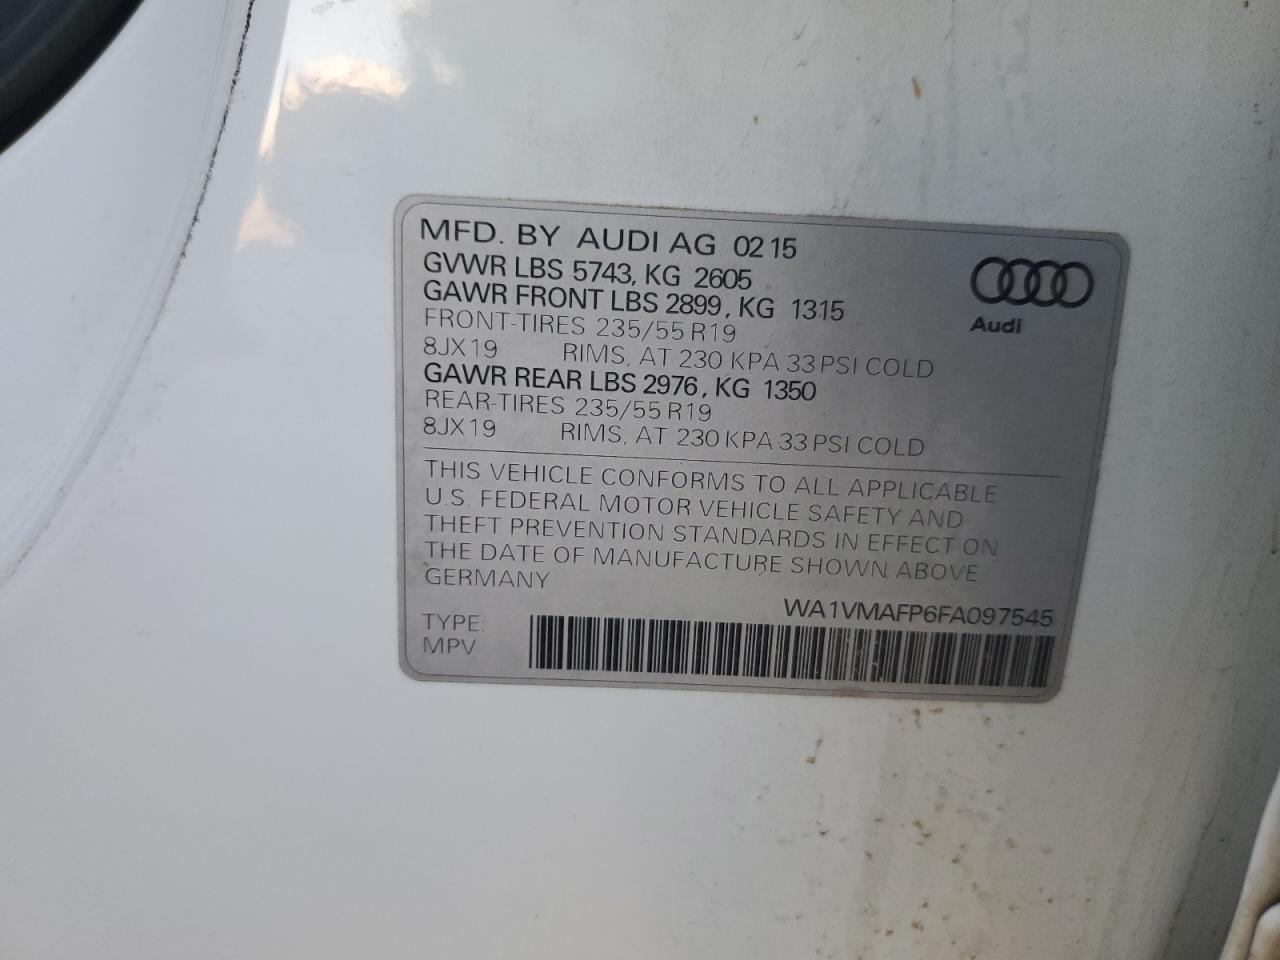 MFD. BY AUDI AG 02 15
GVWR LBS 5743, KG 2605
GAWR FRONT LBS 2899, KG 1315
FRONT-TIRES 235/55 R19
8JX19 RIMS, AT 230 KPA 33 PSI COLD
GAWR REAR LBS 2976, KG 1350
REAR-TIRES 235/55 R19
8JX19 RIMS, AT 230 KPA 33 PSI COLD
Audi
THIS VEHICLE CONFORMS TO ALL APPLICABLE
U.S. FEDERAL MOTOR VEHICLE SAFETY AND
THEFT PREVENTION STANDARDS IN EFFECT ON
THE DATE OF MANUFACTURE SHOWN ABOVE
GERMANY
WA1VMAFP6FA097545
TYPE:
MPV